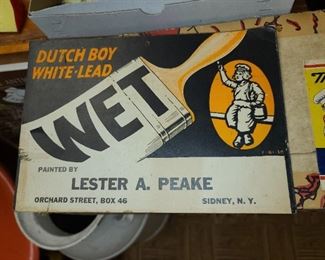 DUTCH BOY
WHITE-LEAD
WET
PAINTED BY
LESTER A. PEAKE
ORCHARD STREET, BOX 46 SIDNEY, N. Y.